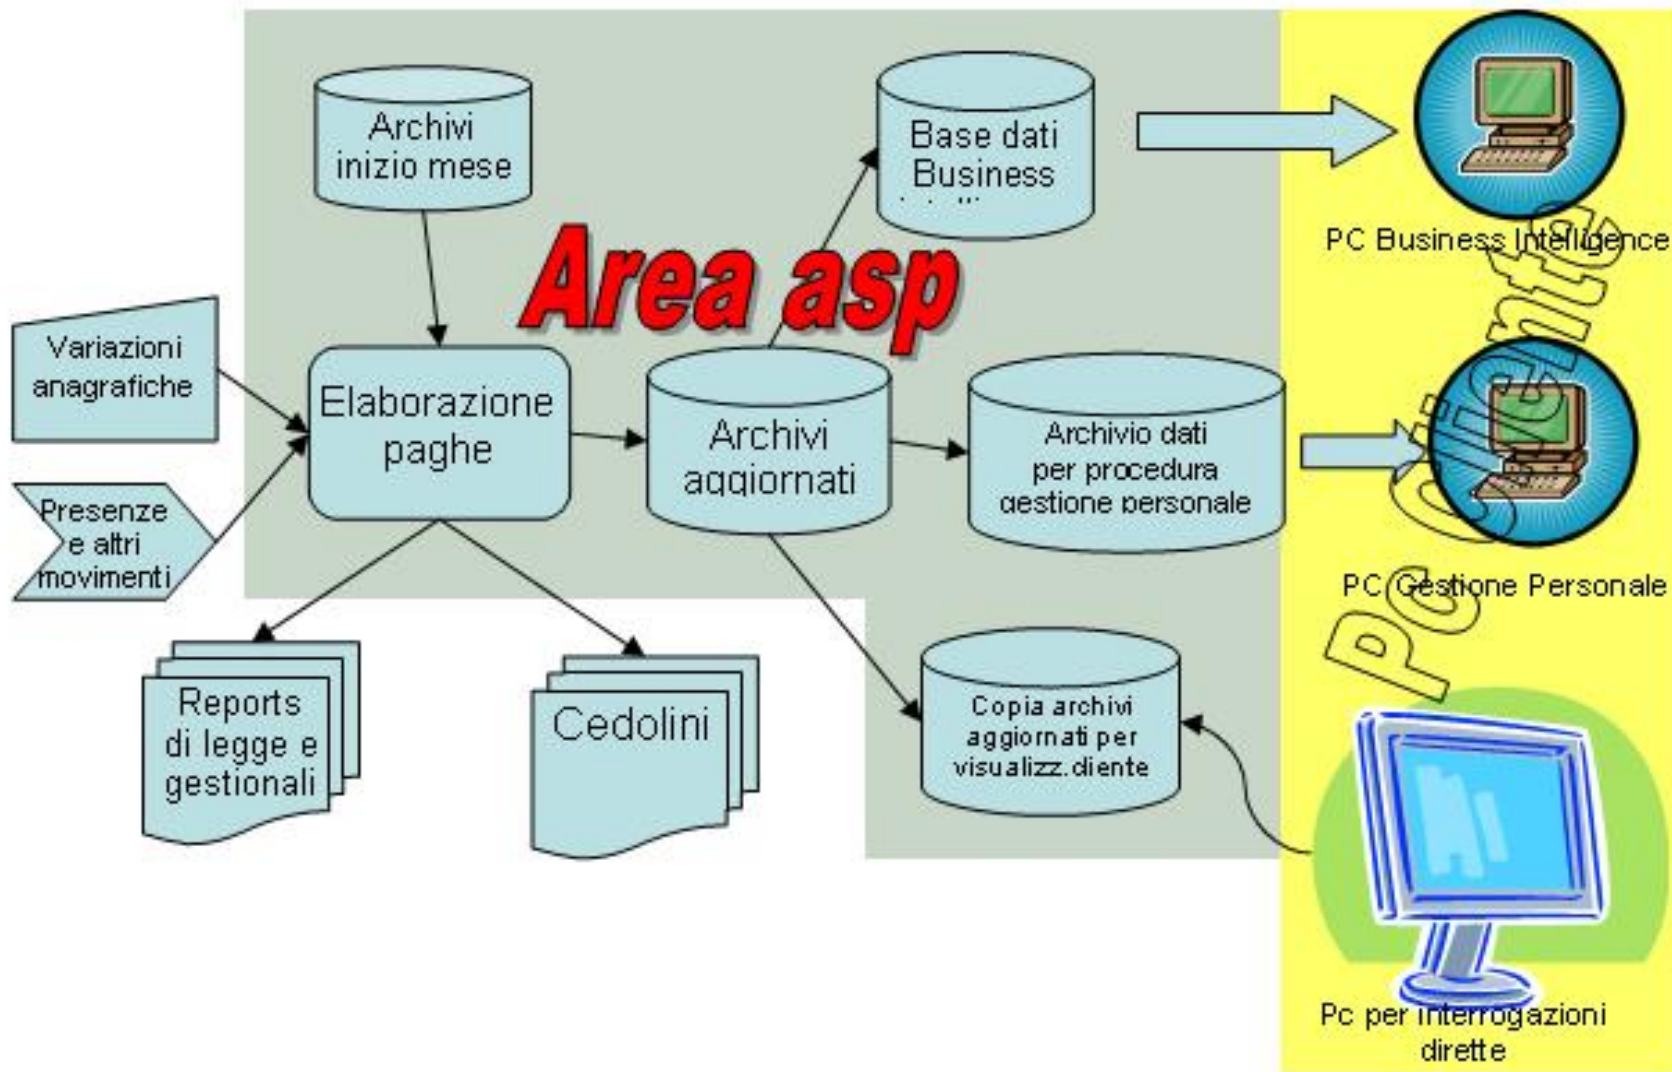 Archivi
inizio mese
Base dati
Business
PC Business Intelligence
Area asp
Variazioni
anagrafiche
Elaborazione
paghe
Archivi
aggiornati
Archivio dati
per procedura
gestione personale
Presenze
e altri
movimenti
PC Gestione Personale
Pc Cliente
Reports
di legge e
gestionali
Cedolini
Copia archivi
aggiornati per
visualizz.cliente
Pc per interrogazioni
dirette